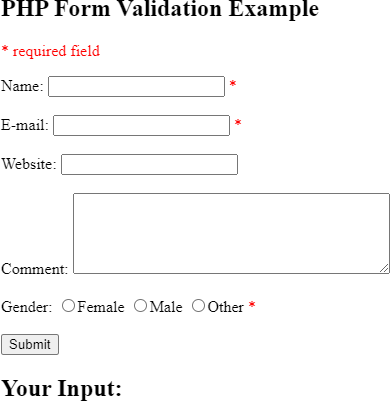 PHP Form Validation Example
* required field
Name: *
E-mail: *
Website:
Comment:
Gender: Female Male Other *
Submit
Your Input: